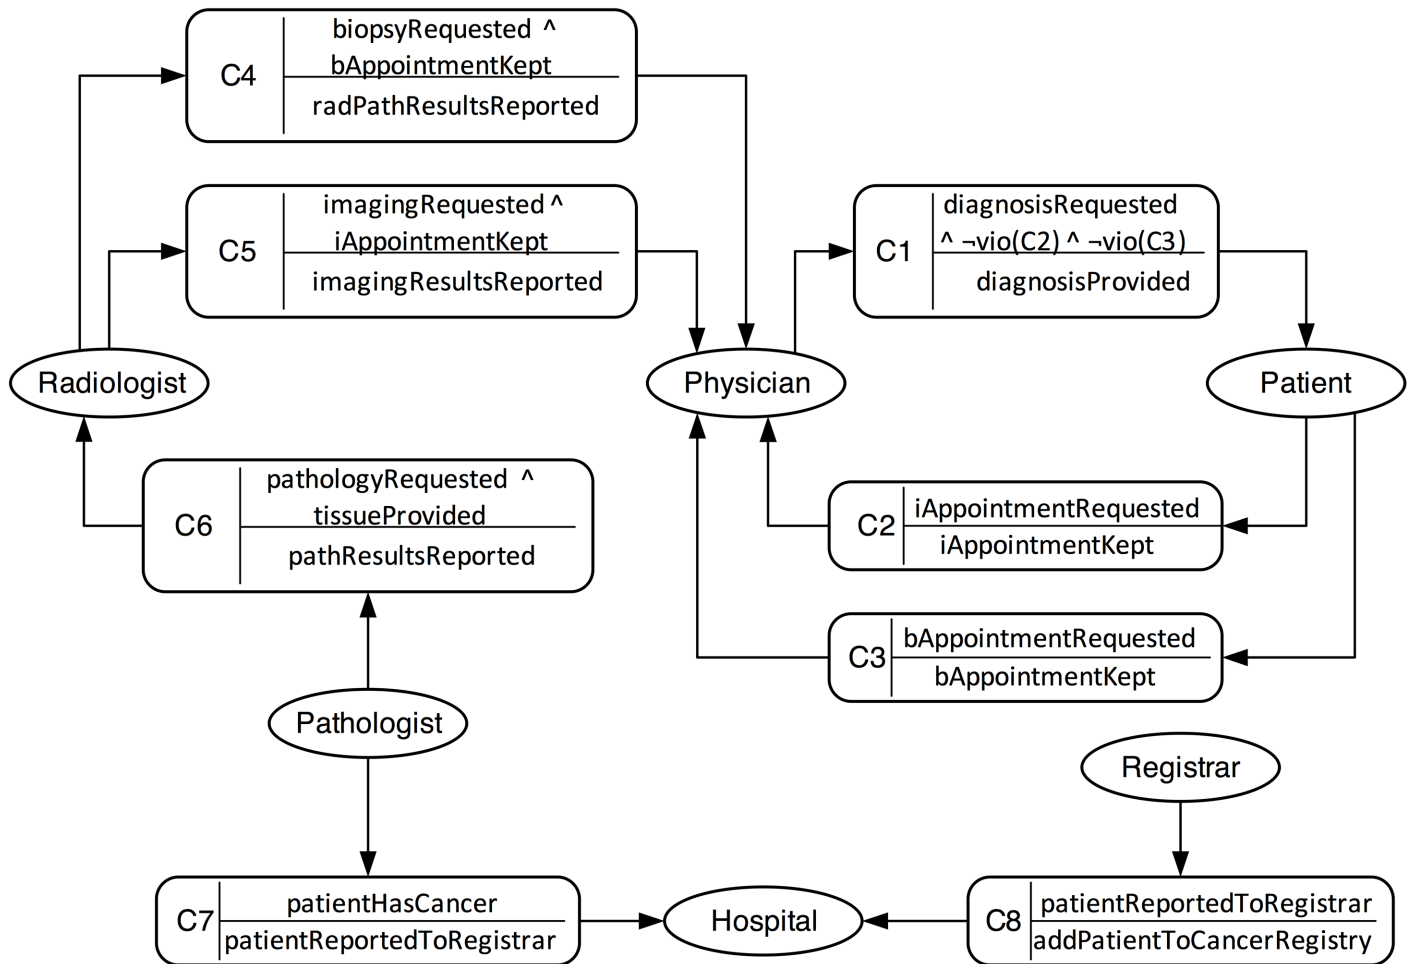 biopsyRequested ^
C4
bAppointmentKept
radPathResultsReported
imagingRequested ^
C5
iAppointmentKept
imagingResultsReported
diagnosisRequested
C1
^ ¬vio(C2) ^ ¬vio(C3)
diagnosisProvided
Radiologist
Physician
Patient
pathologyRequested ^
C6
tissueProvided
pathResultsReported
C2
iAppointmentRequested
iAppointmentKept
C3
bAppointmentRequested
bAppointmentKept
Pathologist
Registrar
C7
patientHasCancer
patientReportedToRegistrar
Hospital
C8
patientReportedToRegistrar
addPatientToCancerRegistry